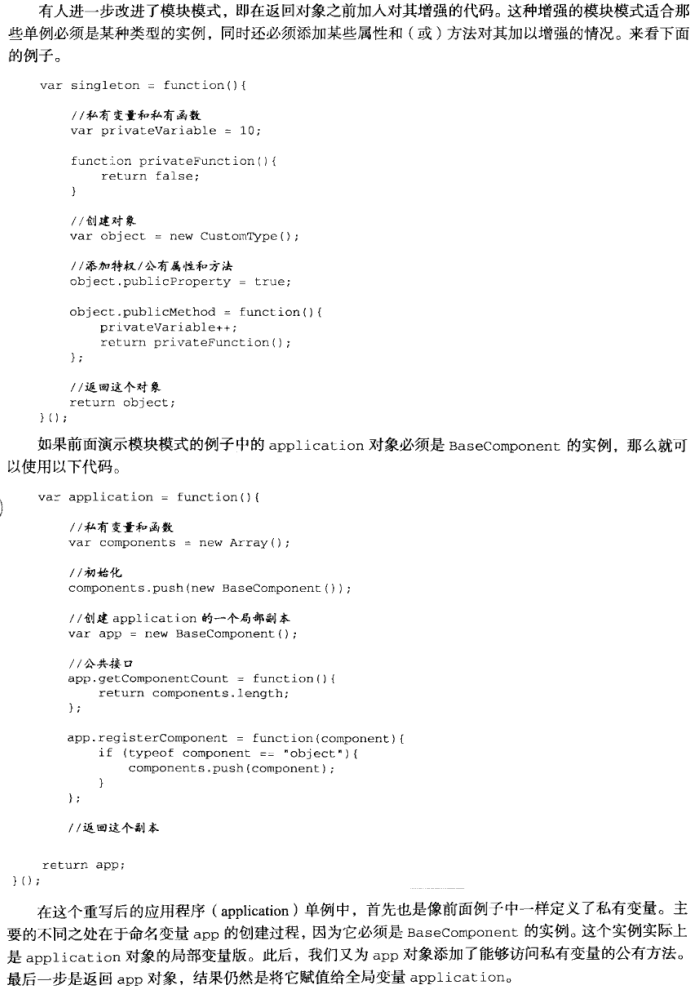 有人进一步改进了模块模式，即在返回对象之前加入对其增强的代码。这种增强的模块模式适合那
些单例必须是某种类型的实例，同时还必须添加某些属性和（或）方法对其加以增强的情况。来看下面
的例子。
var singleton = function(){
//私有变量和私有函数
var privateVariable = 10;
function privateFunction(){
return false;
}
//创建对象
var object = new CustomType();
//添加特权/公有属性和方法
object.publicProperty = true;
object.publicMethod = function(){
privateVariable++;
return privateFunction();
};
//返回这个对象
return object;
}();
如果前面演示模块模式的例子中的 application 对象必须是 BaseComponent 的实例，那么就可
以使用以下代码。
var application = function(){
//私有变量和函数
var components = new Array();
//初始化
components.push(new BaseComponent());
//创建 application 的一个局部副本
var app = new BaseComponent();
//公共接口
app.getComponentCount = function(){
return components.length;
};
app.registerComponent = function(component){
if (typeof component == "object"){
components.push(component);
}
};
//返回这个副本
return app;
}();
在这个重写后的应用程序（application）单例中，首先也是像前面例子中一样定义了私有变量。主
要的不同之处在于命名变量 app 的创建过程，因为它必须是 BaseComponent 的实例。这个实例实际上
是 application 对象的局部变量版。此后，我们又为 app 对象添加了能够访问私有变量的公有方法。
最后一步是返回 app 对象，结果仍然是将它赋值给全局变量 application。